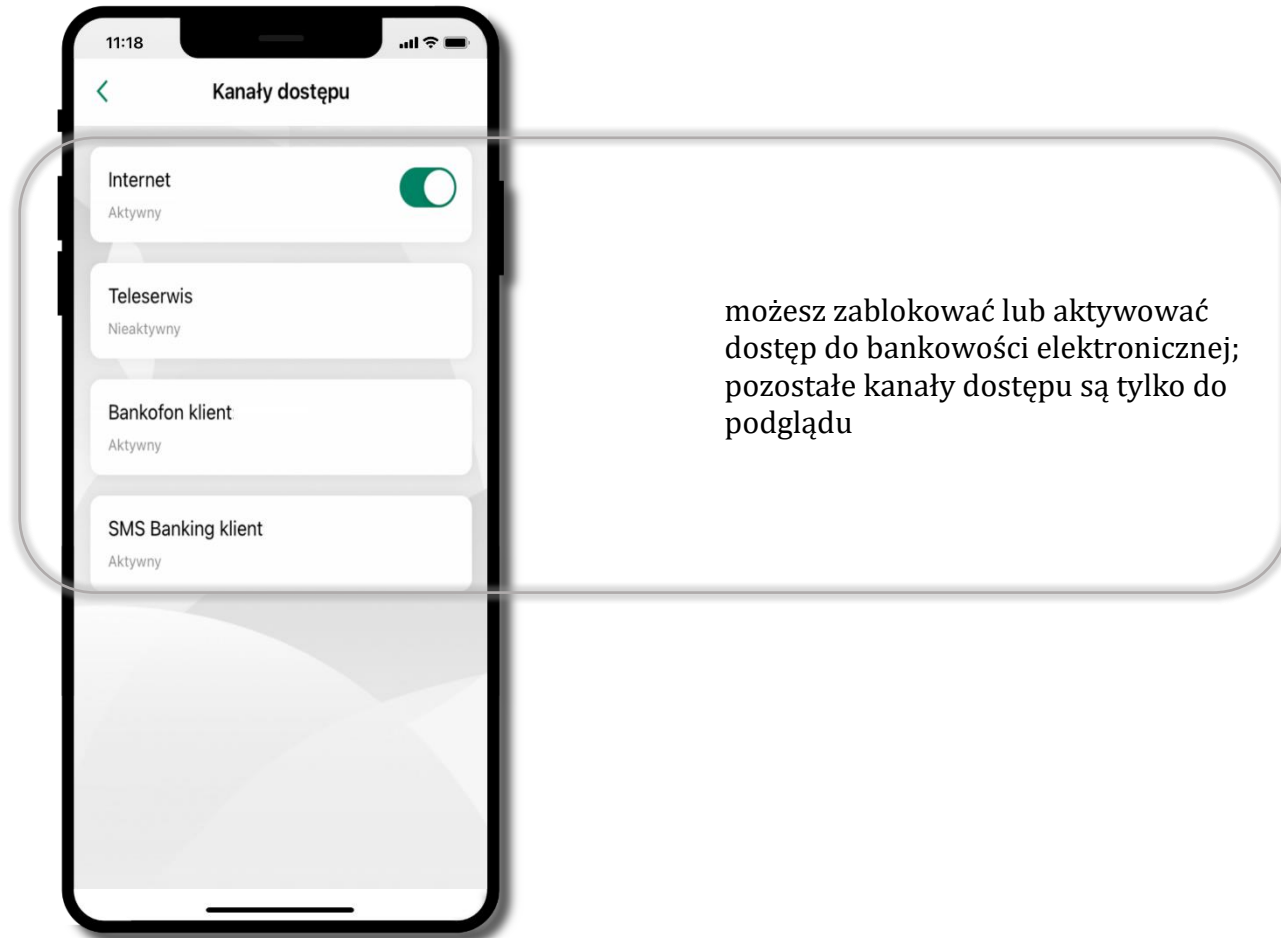 11:18
Kanały dostępu
Internet
Aktywny
Teleserwis
Nieaktywny
Bankofon klient
Aktywny
SMS Banking klient
Aktywny
możesz zablokować lub aktywować
dostęp do bankowości elektronicznej;
pozostałe kanały dostępu są tylko do
podglądu